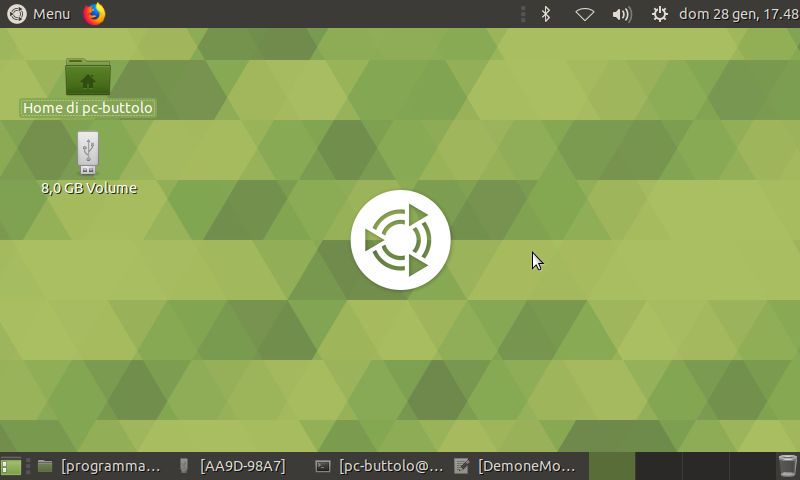 Menu
dom 28 gen, 17.48
Home di pc-buttolo
8,0 GB Volume
[programma...
[AA9D-98A7]
[pc-buttolo@...
[DemoneMo...